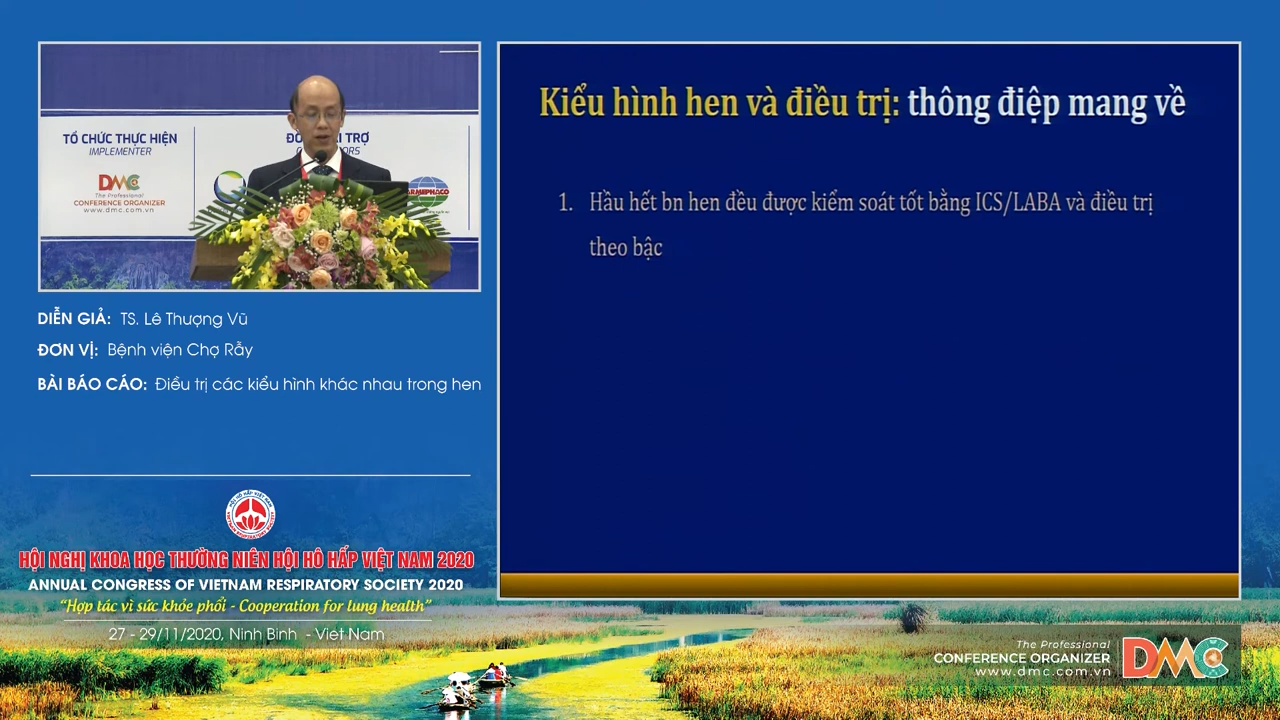 TỔ CHỨC THỰC HIỆN
IMPLEMENTER
DMC
The Professional
CONFERENCE ORGANIZER
www.dmc.com.vn
TRỢ
DIỄN GIẢ: TS. Lê Thượng Vũ
ĐƠN VỊ: Bệnh viện Chợ Rẫy
BÀI BÁO CÁO: Điều trị các kiểu hình khác nhau trong hen
Kiểu hình hen và điều trị: thông điệp mang về
1. Hầu hết bn hen đều được kiểm soát tốt bằng ICS/LABA và điều trị
theo bậc
HỘI NGHỊ KHOA HỌC THƯỜNG NIÊN HỘI HÔ HẤP VIỆT NAM 2020
ANNUAL CONGRESS OF VIETNAM RESPIRATORY SOCIETY 2020
“Hợp tác vì sức khỏe phổi - Cooperation for lung health”
27 - 29/11/2020, Ninh Bình - Viet Nam
The Professional
CONFERENCE ORGANIZER
www.dmc.com.vn
DMC